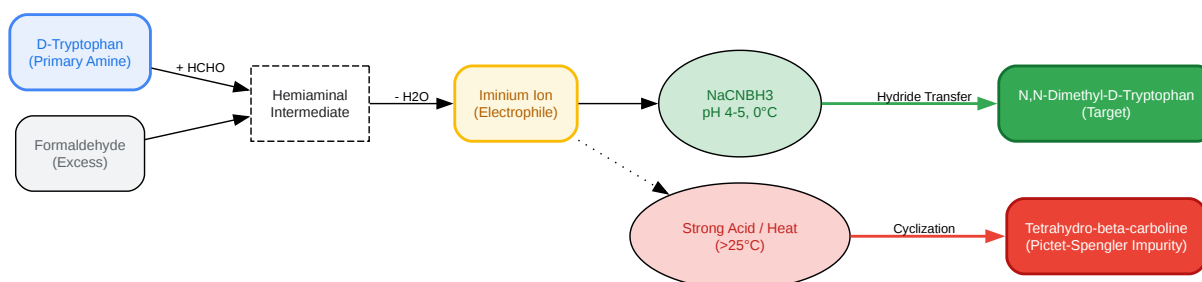 D-Tryptophan
(Primary Amine)
+ HCHO
Formaldehyde
(Excess)
Hemiaminal
Intermediate
- H2O
Iminium Ion
(Electrophile)
NaCNBH3
pH 4-5, 0°C
Hydride Transfer
N,N-Dimethyl-D-Tryptophan
(Target)
Strong Acid / Heat
(>25°C)
Cyclization
Tetrahydro-beta-carboline
(Pictet-Spengler Impurity)